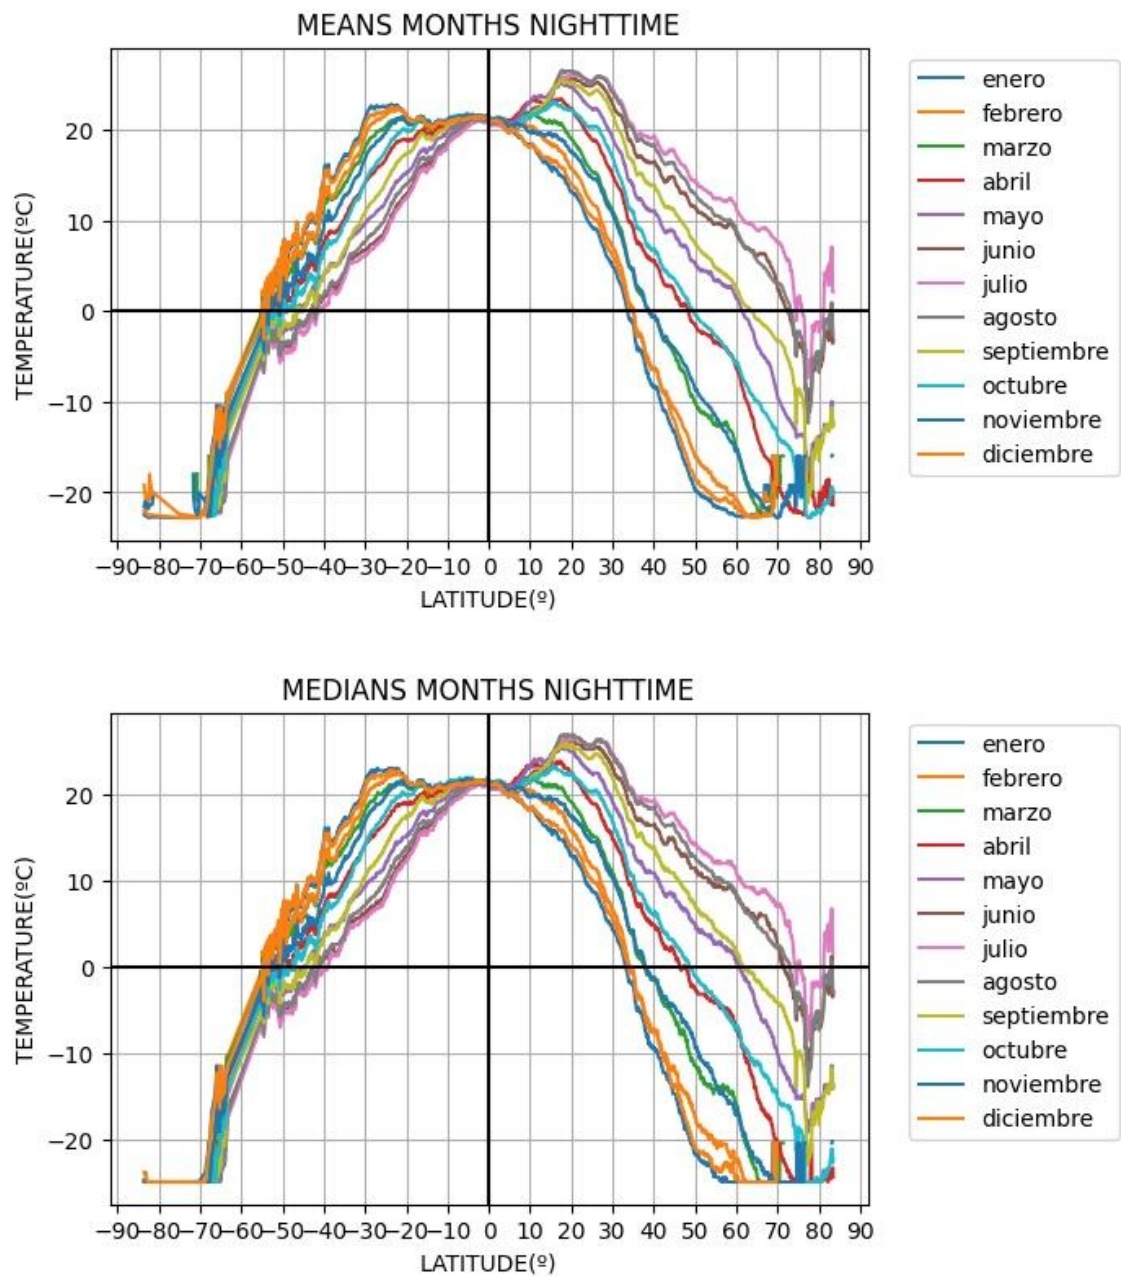 MEANS MONTHS NIGHTTIME
TEMPERATURE(ºC)
20
10
0
−10
−20
−90 −80 −70 −60 −50 −40 −30 −20 −10 0 10 20 30 40 50 60 70 80 90
LATITUDE(º)
enero
febrero
marzo
abril
mayo
junio
julio
agosto
septiembre
octubre
noviembre
diciembre
MEDIANS MONTHS NIGHTTIME
TEMPERATURE(ºC)
20
10
0
−10
−20
−90 −80 −70 −60 −50 −40 −30 −20 −10 0 10 20 30 40 50 60 70 80 90
LATITUDE(º)
enero
febrero
marzo
abril
mayo
junio
julio
agosto
septiembre
octubre
noviembre
diciembre